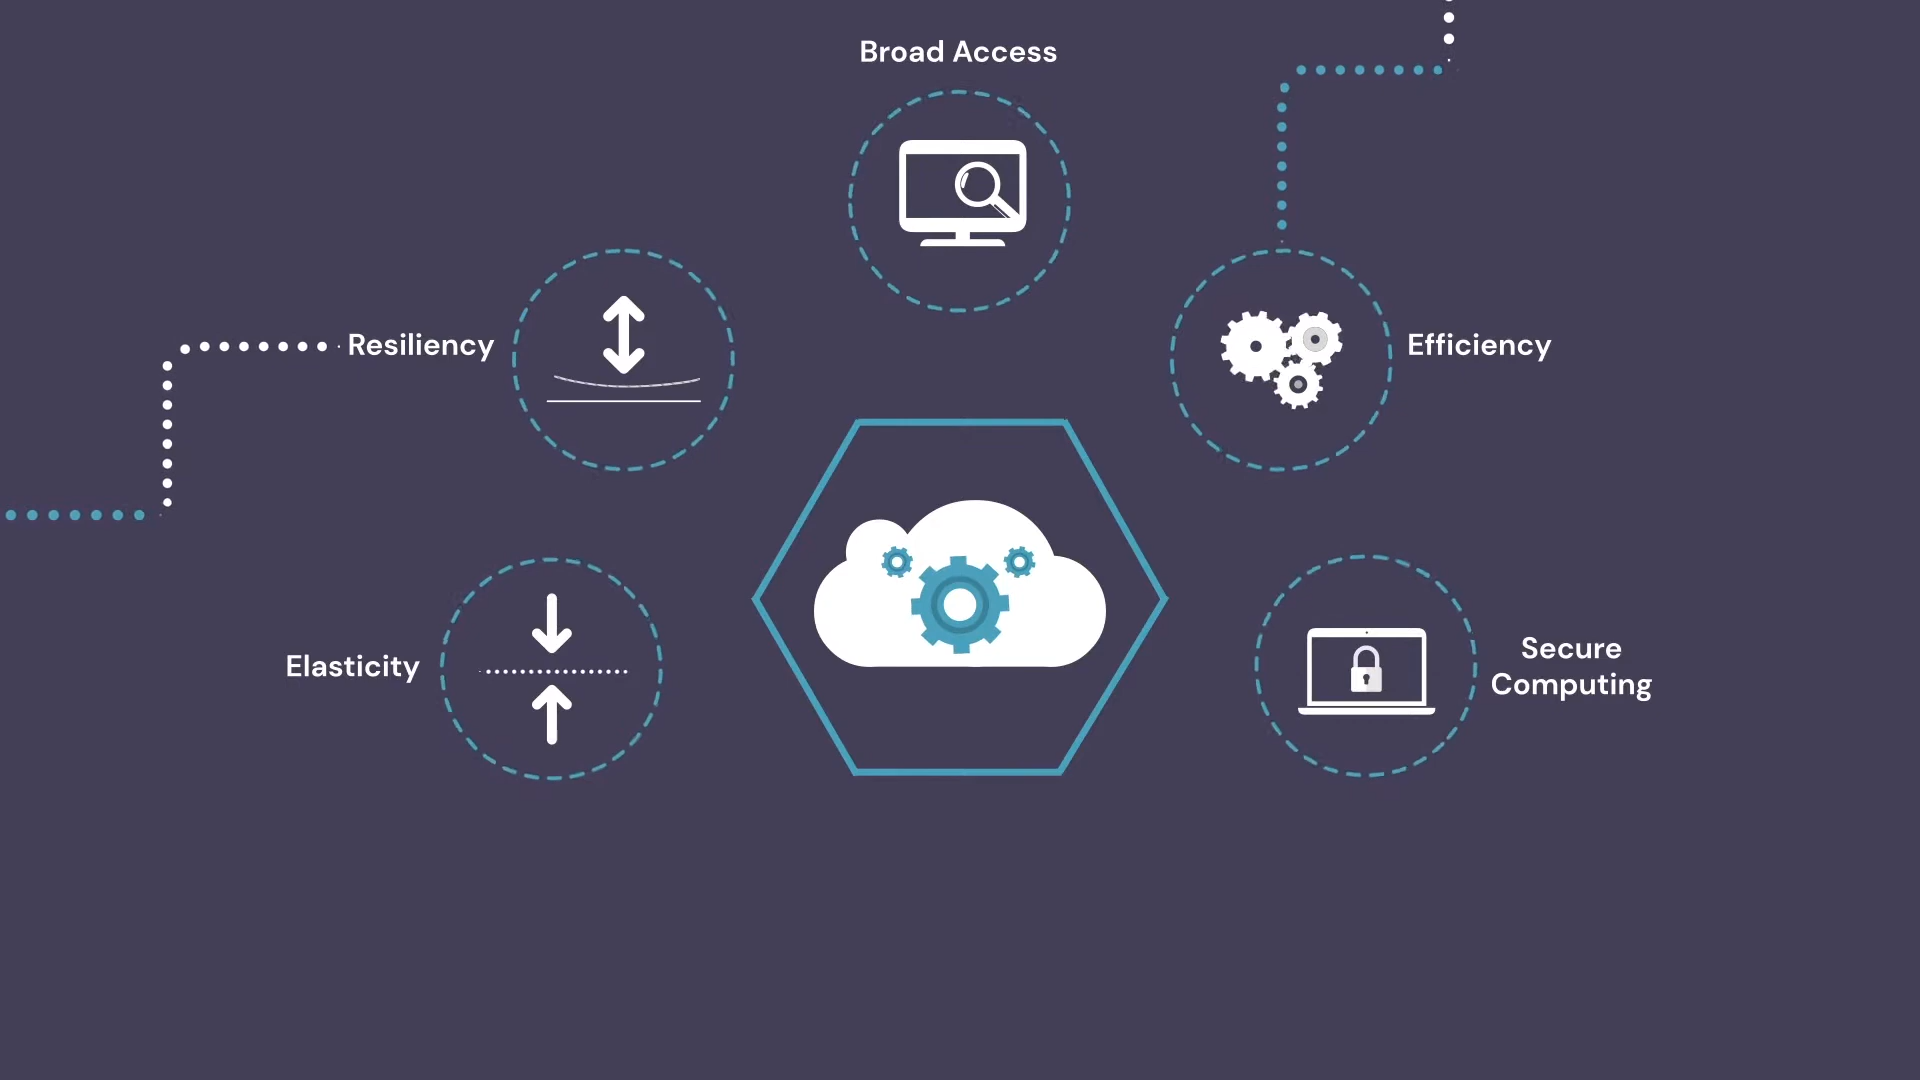 Broad Access
Resiliency
Efficiency
Elasticity
Secure
Computing